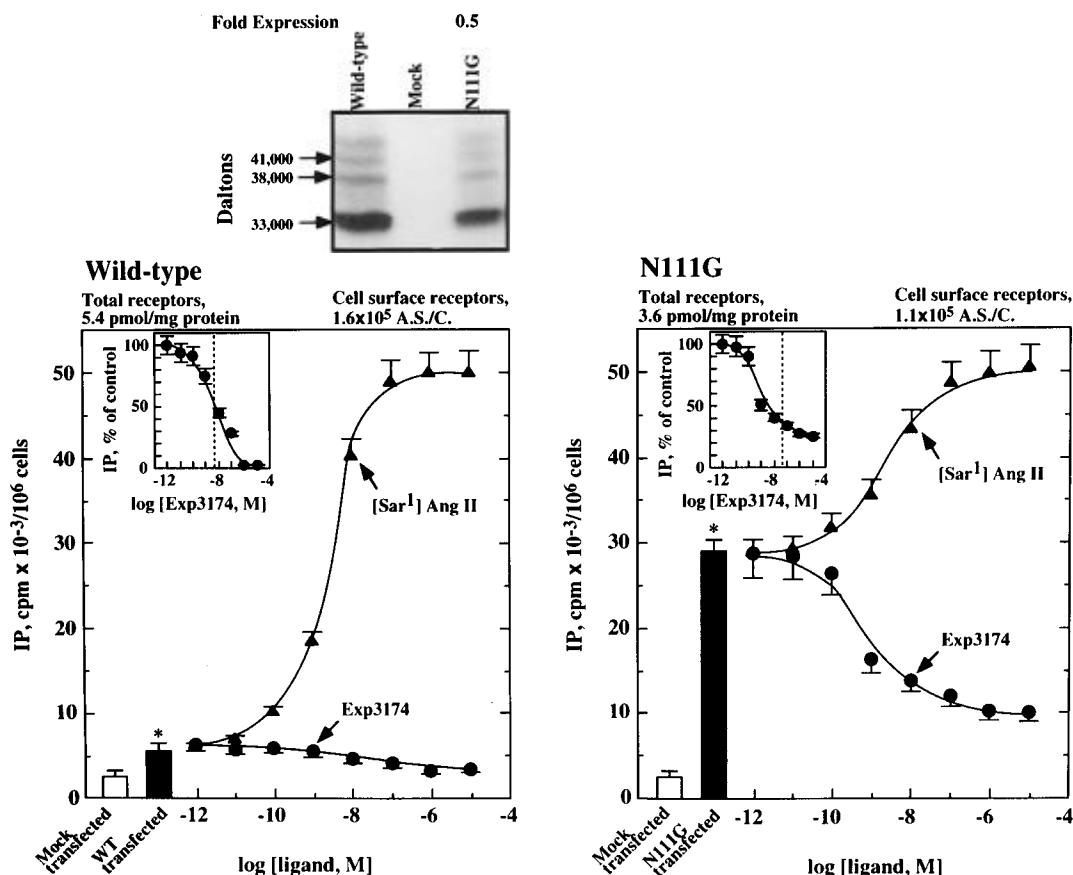 Fold Expression 0.5
Wild-type
Mock
N111G
Daltons
41,000
38,000
33,000
Wild-type
Total receptors,
5.4 pmol/mg protein
Cell surface receptors,
1.6x10⁵ A.S./C.
IP, cpm x 10⁻³/10⁶ cells
50
40
30
20
10
0
IP, % of control
100
50
0
-12 -8 -4
log [Exp3174, M]
[Sar¹] Ang II
Exp3174
*
Mock
transfected
WT
transfected
-12 -10 -8 -6 -4
log [ligand, M]
N111G
Total receptors,
3.6 pmol/mg protein
Cell surface receptors,
1.1x10⁵ A.S./C.
IP, cpm x 10⁻³/10⁶ cells
50
40
30
20
10
0
IP, % of control
100
50
0
-12 -8 -4
log [Exp3174, M]
[Sar¹] Ang II
Exp3174
*
Mock
transfected
N111G
transfected
-12 -10 -8 -6 -4
log [ligand, M]